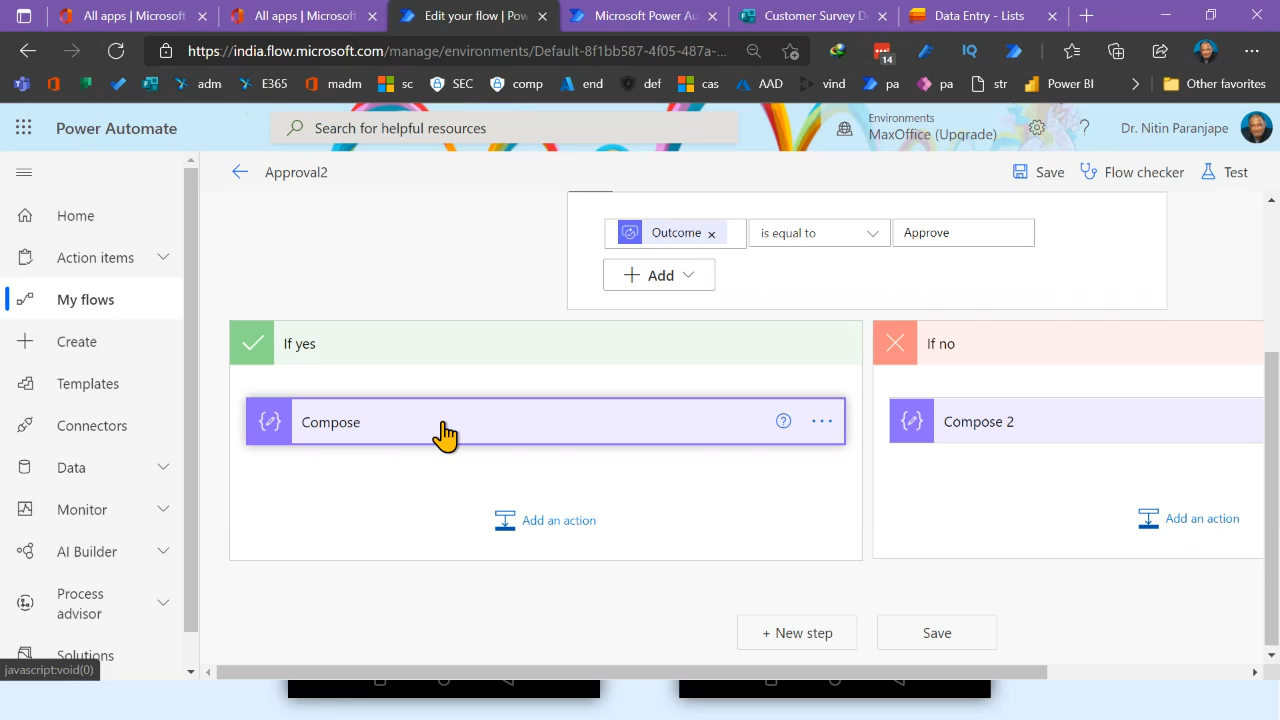 All apps | Microsoft
All apps | Microsoft
Edit your flow | Pow
Microsoft Power Au
Customer Survey D
Data Entry - Lists
https://india.flow.microsoft.com/manage/environments/Default-8f1bb587-4f05-487a-...
IQ
14
adm
E365
madm
sc
SEC
comp
end
def
cas
AAD
vind
pa
pa
str
Power BI
Other favorites
Power Automate
Search for helpful resources
Environments
MaxOffice (Upgrade)
Dr. Nitin Paranjape
Approval2
Save
Flow checker
Test
Home
Action items
My flows
Create
Templates
Connectors
Data
Monitor
AI Builder
Process
advisor
Solutions
Outcome
is equal to
Approve
Add
If yes
If no
Compose
Compose 2
Add an action
Add an action
+ New step
Save
javascript:void(0)